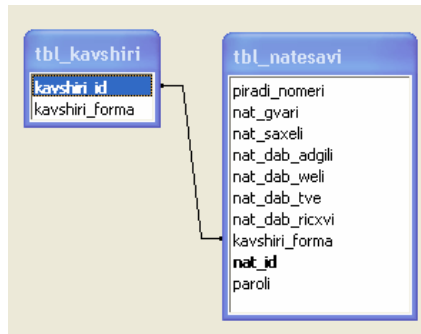 tbl_kavshiri
kavshiri_id
kavshiri_forma
tbl_natesavi
piradi_nomeri
nat_gvari
nat_saxeli
nat_dab_adgili
nat_dab_weli
nat_dab_tve
nat_dab_ricxvi
kavshiri_forma
nat_id
paroli